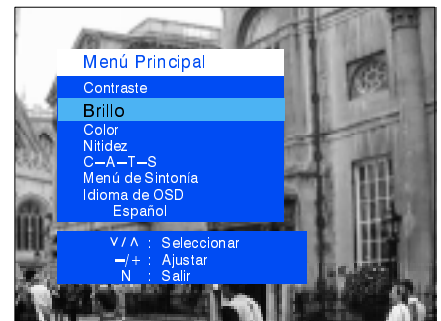 Menú Principal
Contraste
Brillo
Color
Nitidez
C–A–T–S
Menú de Sintonía
Idioma de OSD
Español
∨/∧ : Seleccionar
–/+ : Ajustar
N : Salir